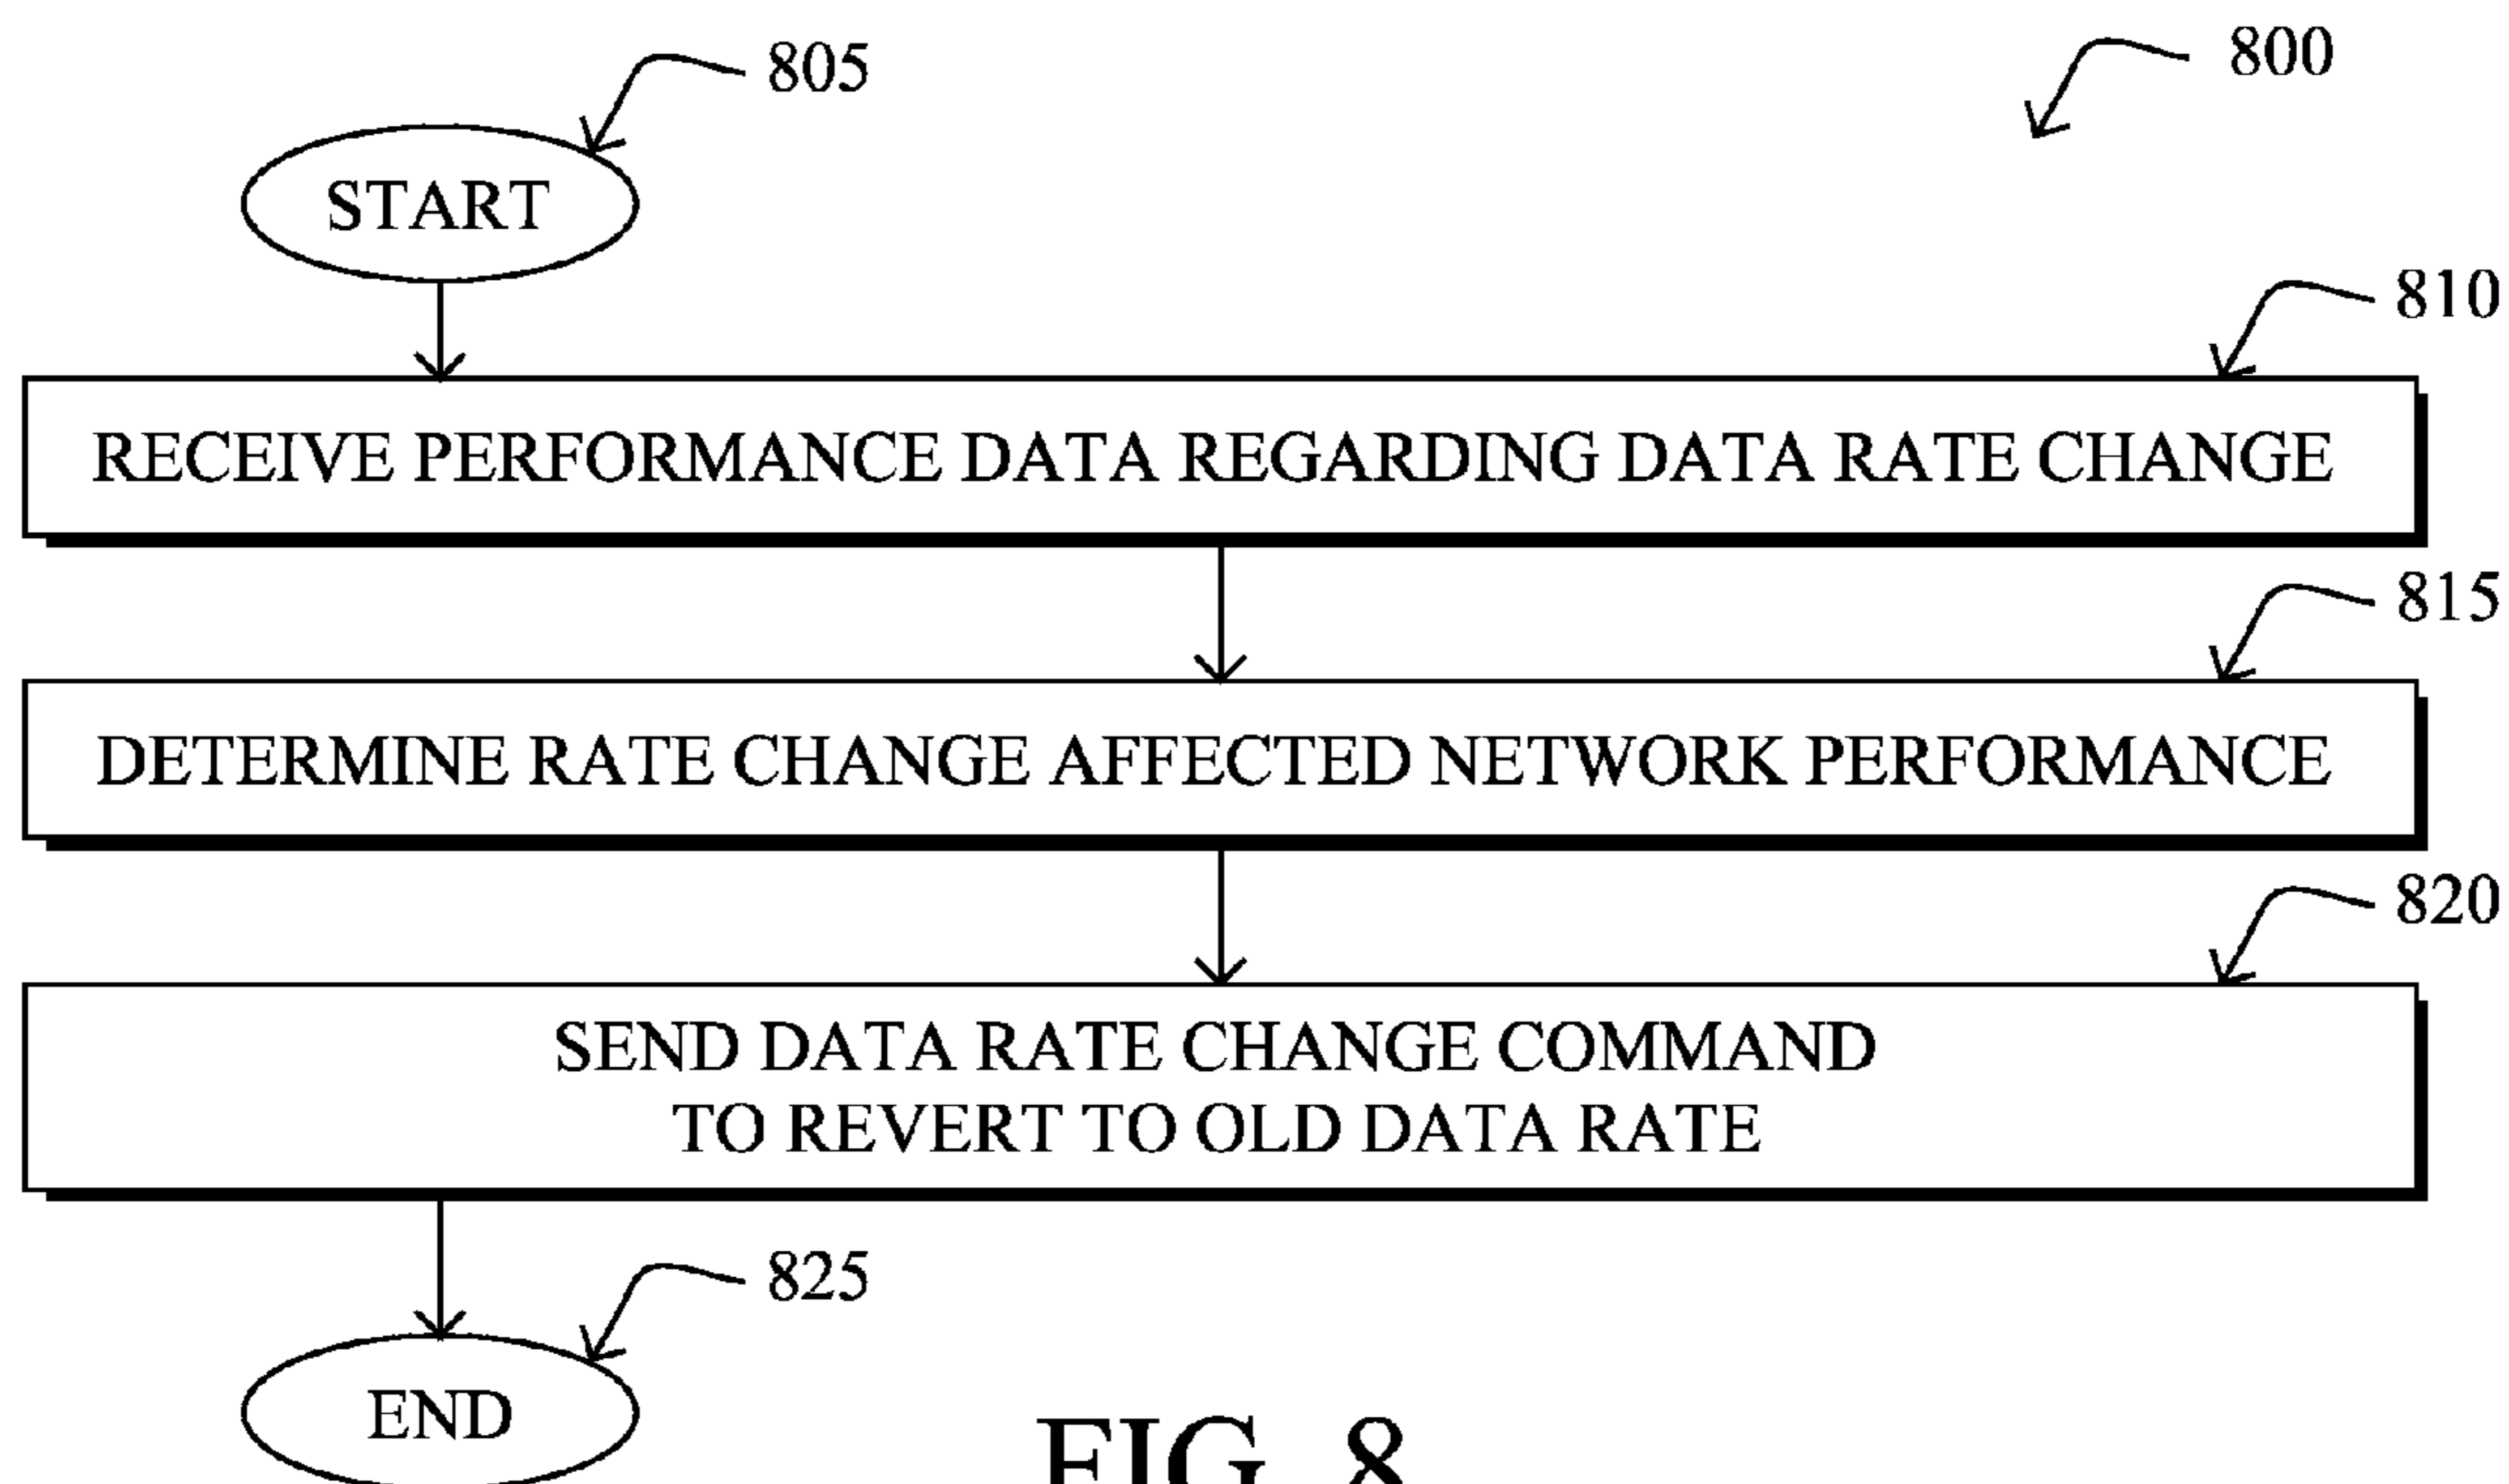 805
800
START
810
RECEIVE PERFORMANCE DATA REGARDING DATA RATE CHANGE
815
DETERMINE RATE CHANGE AFFECTED NETWORK PERFORMANCE
820
SEND DATA RATE CHANGE COMMAND
TO REVERT TO OLD DATA RATE
825
END
FIG. 8